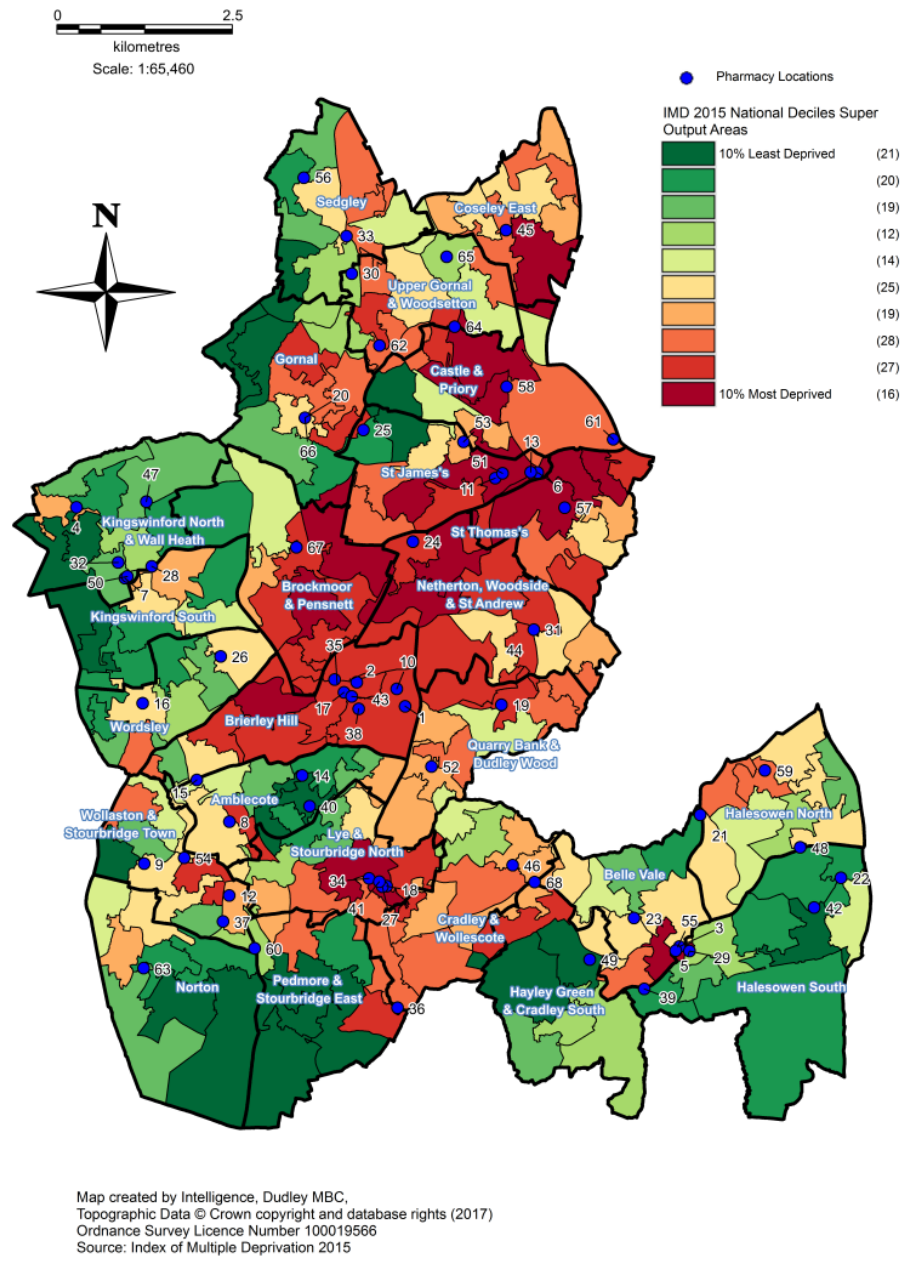 0 2.5
kilometres
Scale: 1:65,460
Pharmacy Locations
IMD 2015 National Deciles Super
Output Areas
10% Least Deprived (21)
(20)
(19)
(12)
(14)
(25)
(19)
(28)
(27)
10% Most Deprived (16)
N
56
Sedgley
Coseley East
33
45
65
30
Upper Gornal
& Woodsetton
64
62
Gornal
Castle &
Priory
58
20
53
61
25
13
66
51
St James's
47
11
6
4
57
Kingswinford North
& Wall Heath
St Thomas's
24
67
32
28
50
7
Brockmoor
& Pensnett
Netherton, Woodside
& St Andrew
Kingswinford South
31
35
44
26
2
10
16
17
43
19
Wordsley
Brierley Hill
1
38
Quarry Bank &
Dudley Wood
52
14
59
15
Amblecote
40
Wollaston &
Stourbridge Town
8
Lye &
Stourbridge North
Halesowen North
21
48
54
9
46
Belle Vale
34
68
22
12
18
41
27
42
37
Cradley &
Wollescote
23
55
3
60
49
5
29
63
Norton
Pedmore &
Stourbridge East
39
Halesowen South
Hayley Green
& Cradley South
36
Map created by Intelligence, Dudley MBC,
Topographic Data © Crown copyright and database rights (2017)
Ordnance Survey Licence Number 100019566
Source: Index of Multiple Deprivation 2015